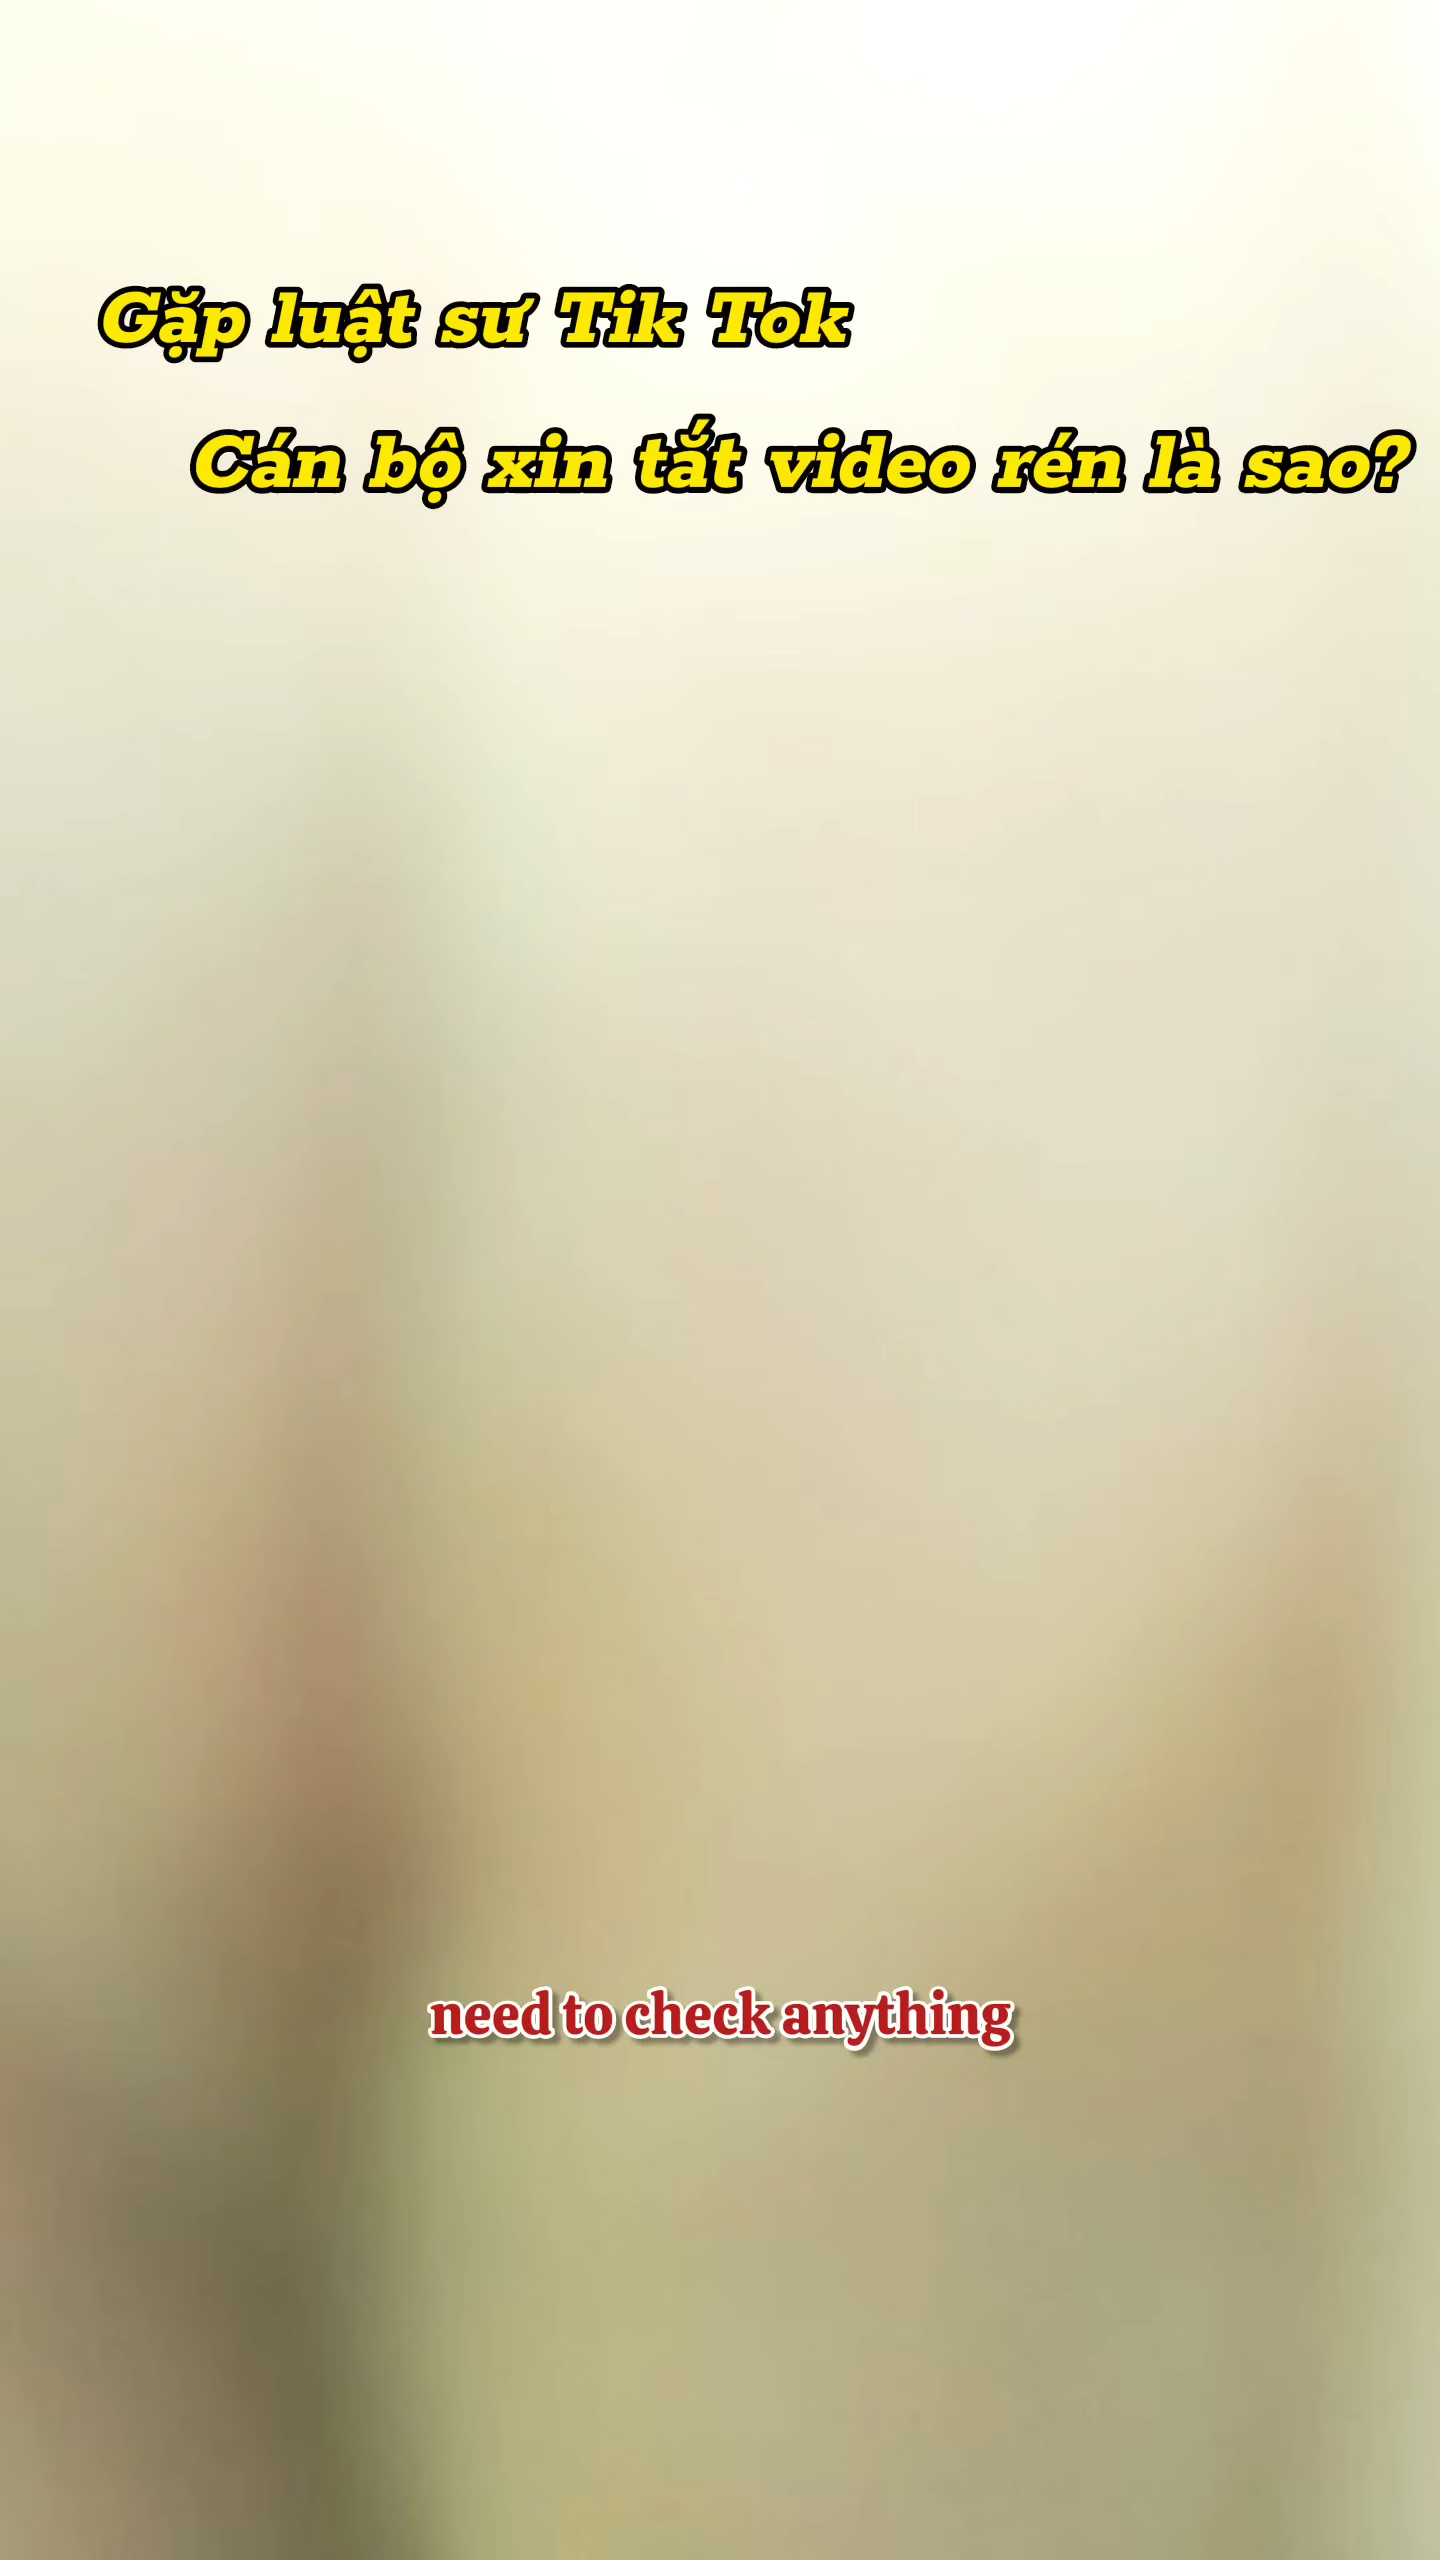 Gặp luật sư Tik Tok
Cán bộ xin tắt video rén là sao?
need to check anything